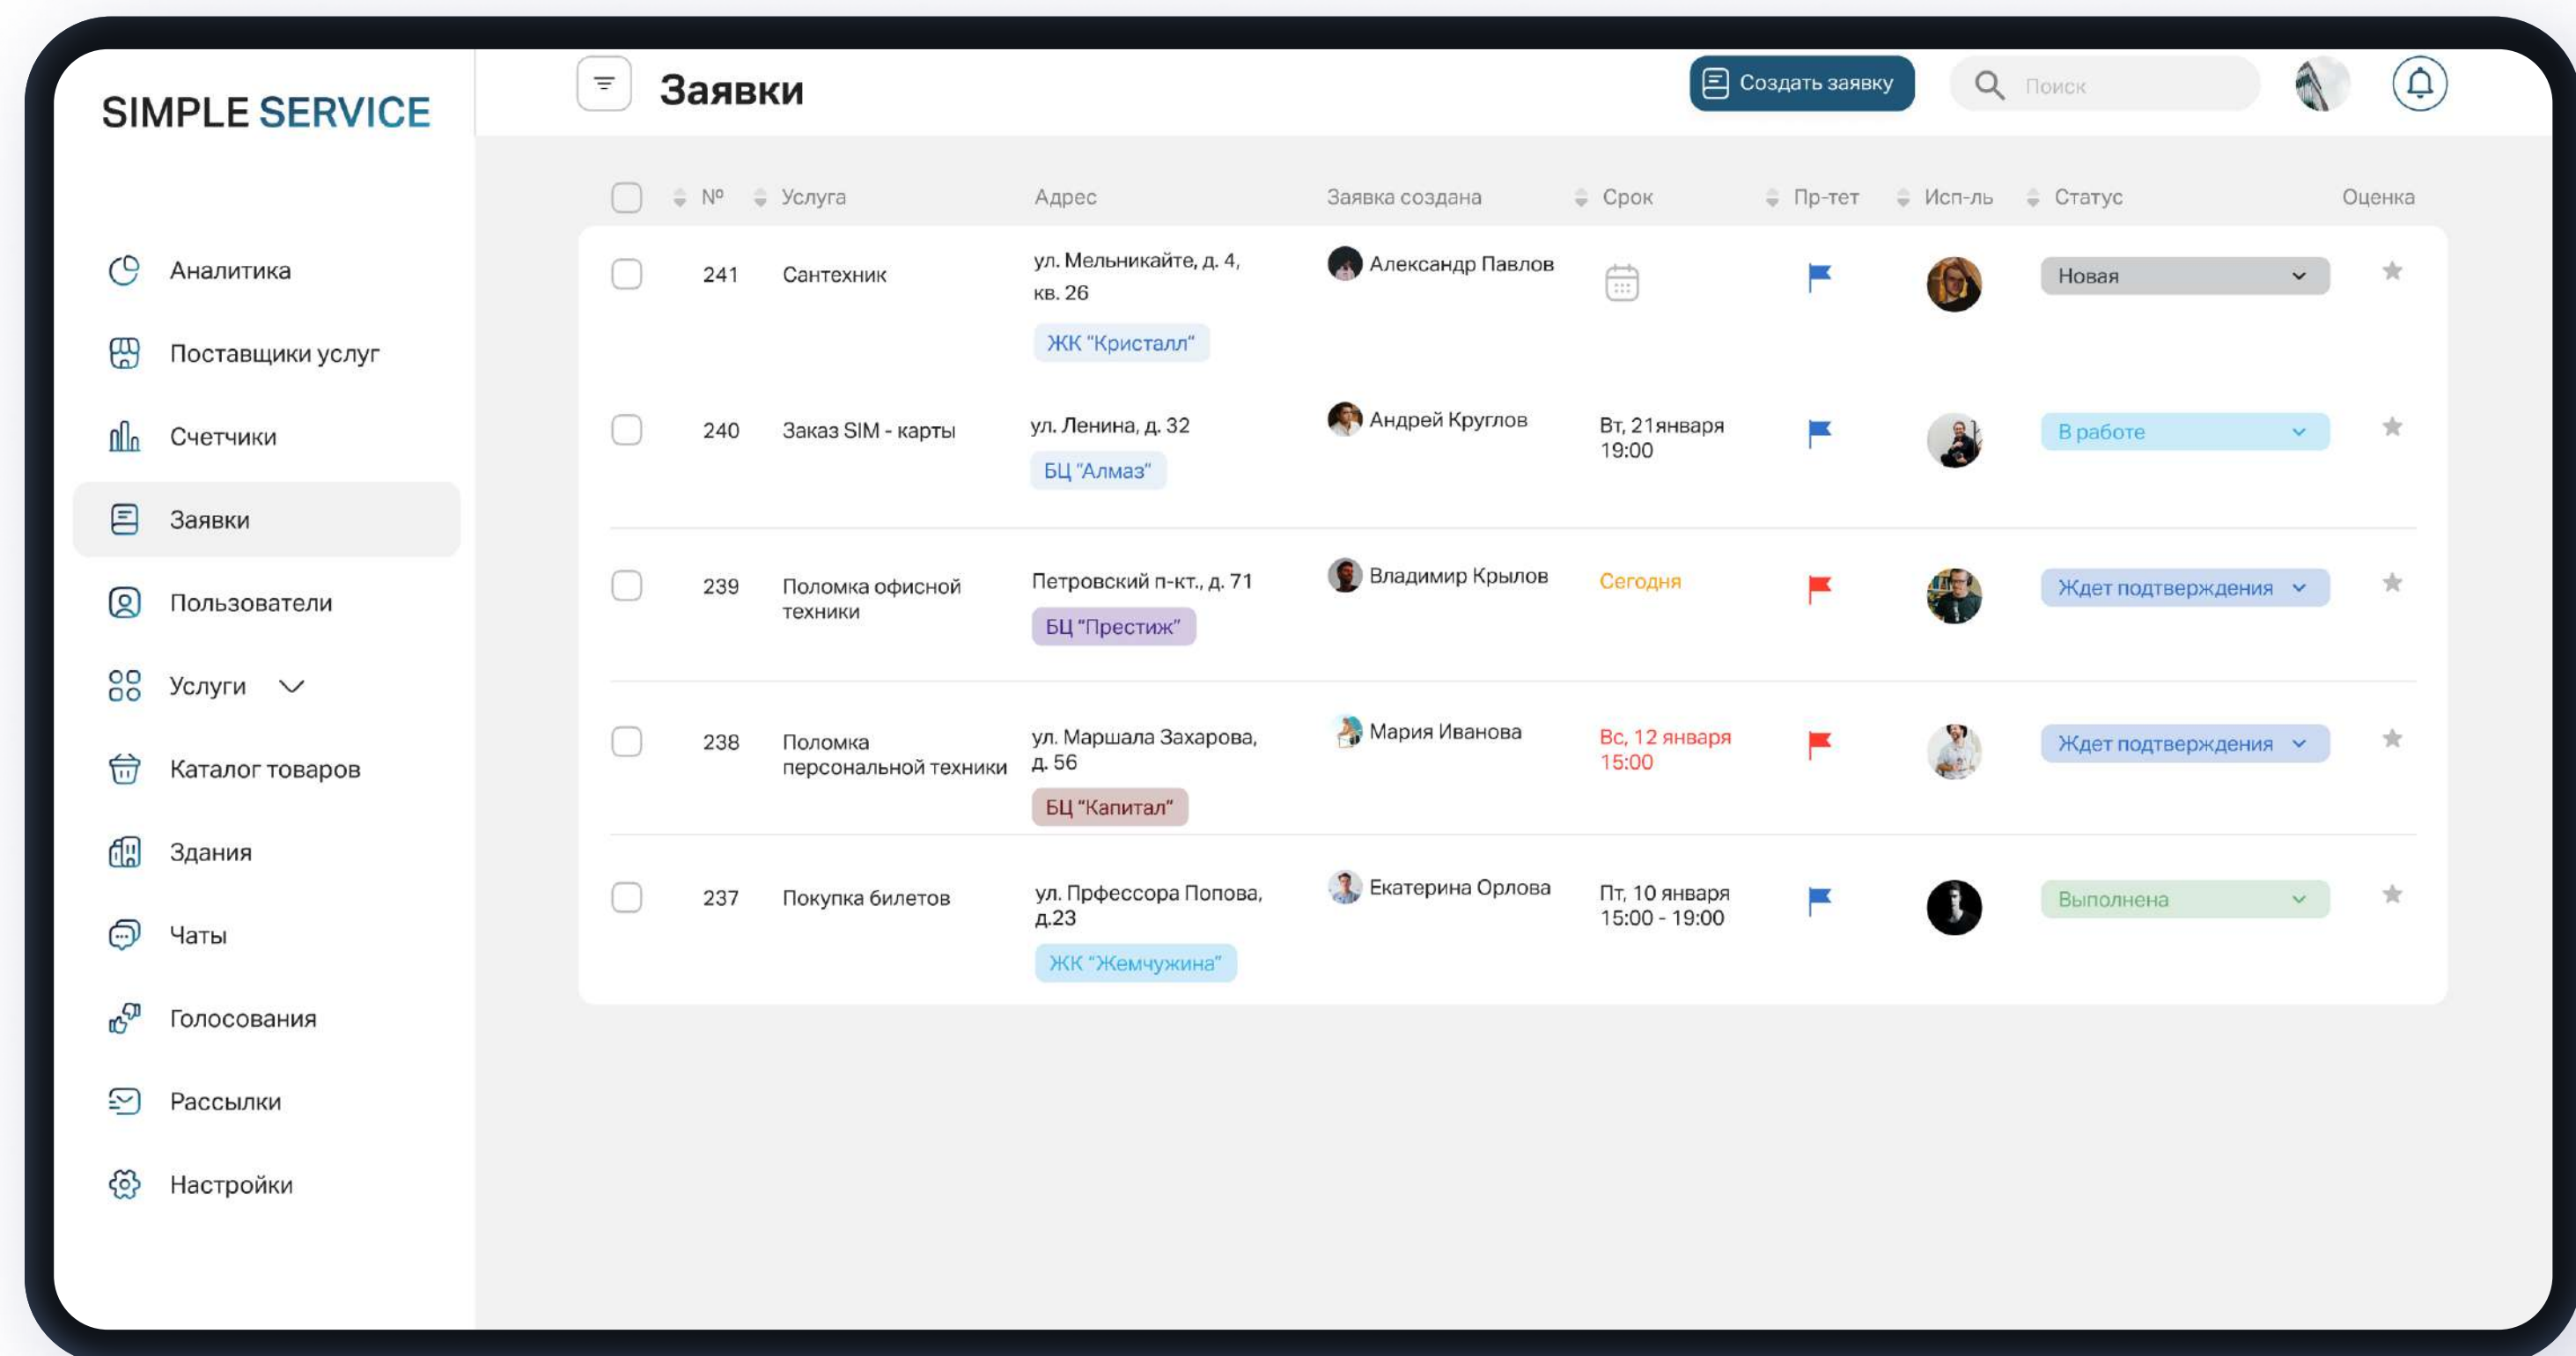 SIMPLE SERVICE
Заявки
Создать заявку
Поиск
Аналитика
Поставщики услуг
Счетчики
Заявки
Пользователи
Услуги
Каталог товаров
Здания
Чаты
Голосования
Рассылки
Настройки
№ Услуга Адрес Заявка создана Срок Пр-тет Исп-ль Статус Оценка
241 Сантехник ул. Мельникайте, д. 4, Александр Павлов Новая
кв. 26
ЖК "Кристалл"
240 Заказ SIM - карты ул. Ленина, д. 32 Андрей Круглов Вт, 21января В работе
19:00
БЦ "Алмаз"
239 Поломка офисной Петровский п-кт., д. 71 Владимир Крылов Сегодня Ждет подтверждения
техники
БЦ "Престиж"
238 Поломка ул. Маршала Захарова, Мария Иванова Вс, 12 января Ждет подтверждения
персональной техники д. 56 15:00
БЦ "Капитал"
237 Покупка билетов ул. Прфессора Попова, Екатерина Орлова Пт, 10 января Выполнена
д.23 15:00 - 19:00
ЖК "Жемчужина"